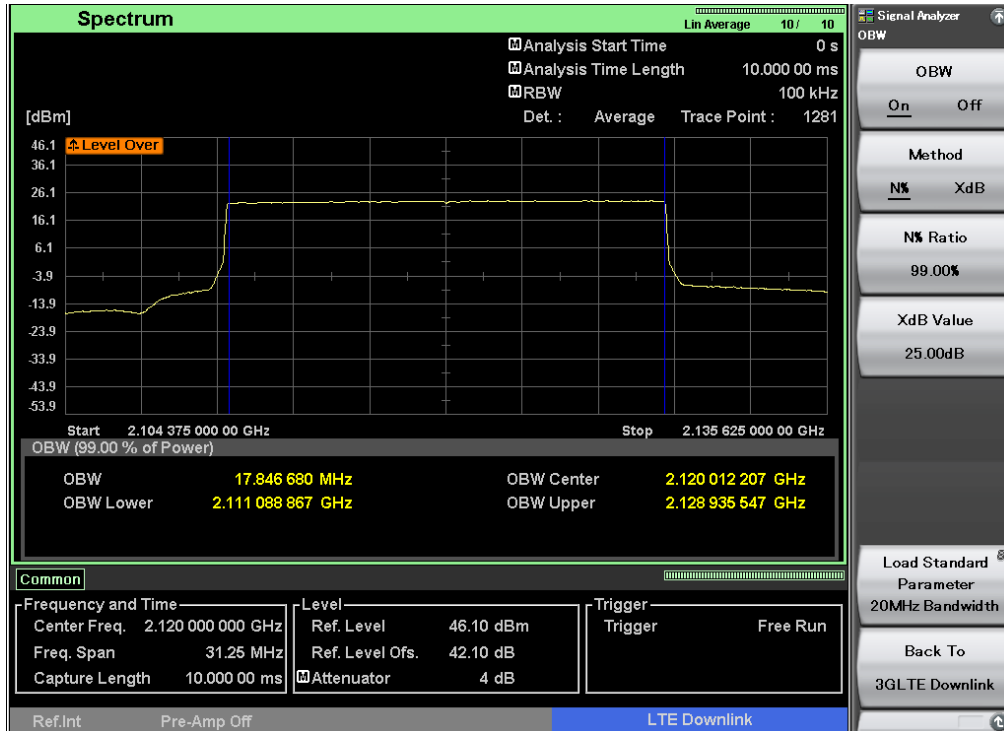 Spectrum
Lin Average 10/ 10
M Analysis Start Time 0 s
M Analysis Time Length 10.000 00 ms
M RBW 100 kHz
[dBm] Det. : Average Trace Point : 1281
Level Over
46.1
36.1
26.1
16.1
6.1
-3.9
-13.9
-23.9
-33.9
-43.9
-53.9
Start 2.104 375 000 00 GHz Stop 2.135 625 000 00 GHz
OBW (99.00 % of Power)
OBW 17.846 680 MHz OBW Center 2.120 012 207 GHz
OBW Lower 2.111 088 867 GHz OBW Upper 2.128 935 547 GHz
Common
Frequency and Time Level Trigger
Center Freq. 2.120 000 000 GHz Ref. Level 46.10 dBm Trigger Free Run
Freq. Span 31.25 MHz Ref. Level Ofs. 42.10 dB
Capture Length 10.000 00 ms M Attenuator 4 dB
Ref.Int Pre-Amp Off LTE Downlink
Signal Analyzer
OBW
OBW
On Off
Method
N% XdB
N% Ratio
99.00%
XdB Value
25.00dB
Load Standard
Parameter
20MHz Bandwidth
Back To
3GLTE Downlink